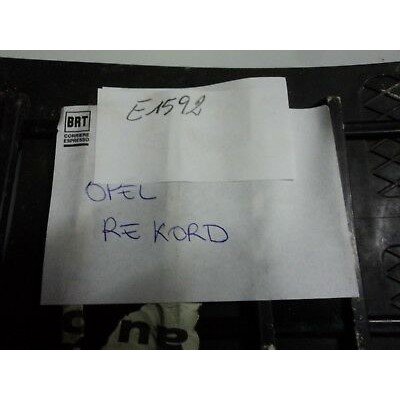 E1592
BRT
CORRIERE
ESPRESSO
OPEL
REKORD